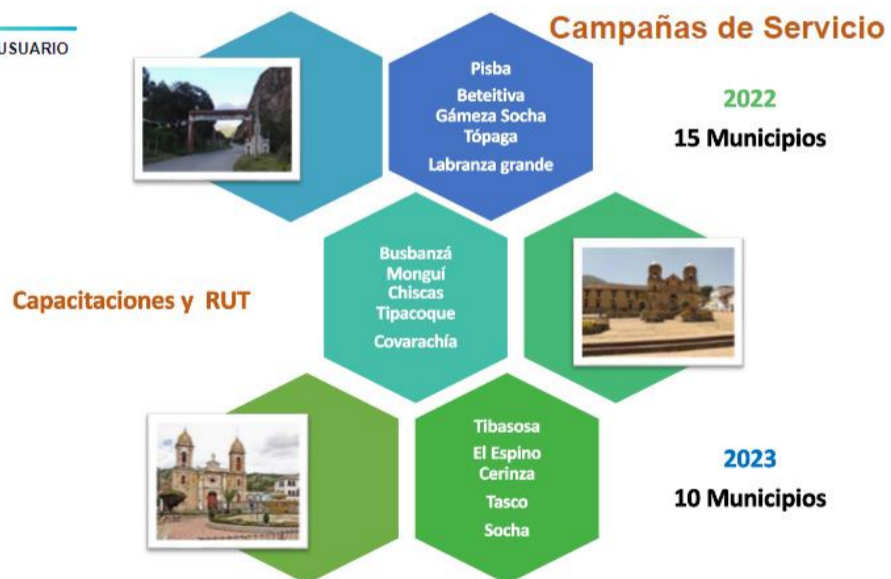 USUARIO
Campañas de Servicio
Pisba
Beteitiva
Gámeza Socha
Tópaga
Labranza grande
2022
15 Municipios
Capacitaciones y RUT
Busbanzá
Monguí
Chiscas
Tipacoque
Covarachía
Tibasosa
El Espino
Cerinza
Tasco
Socha
2023
10 Municipios